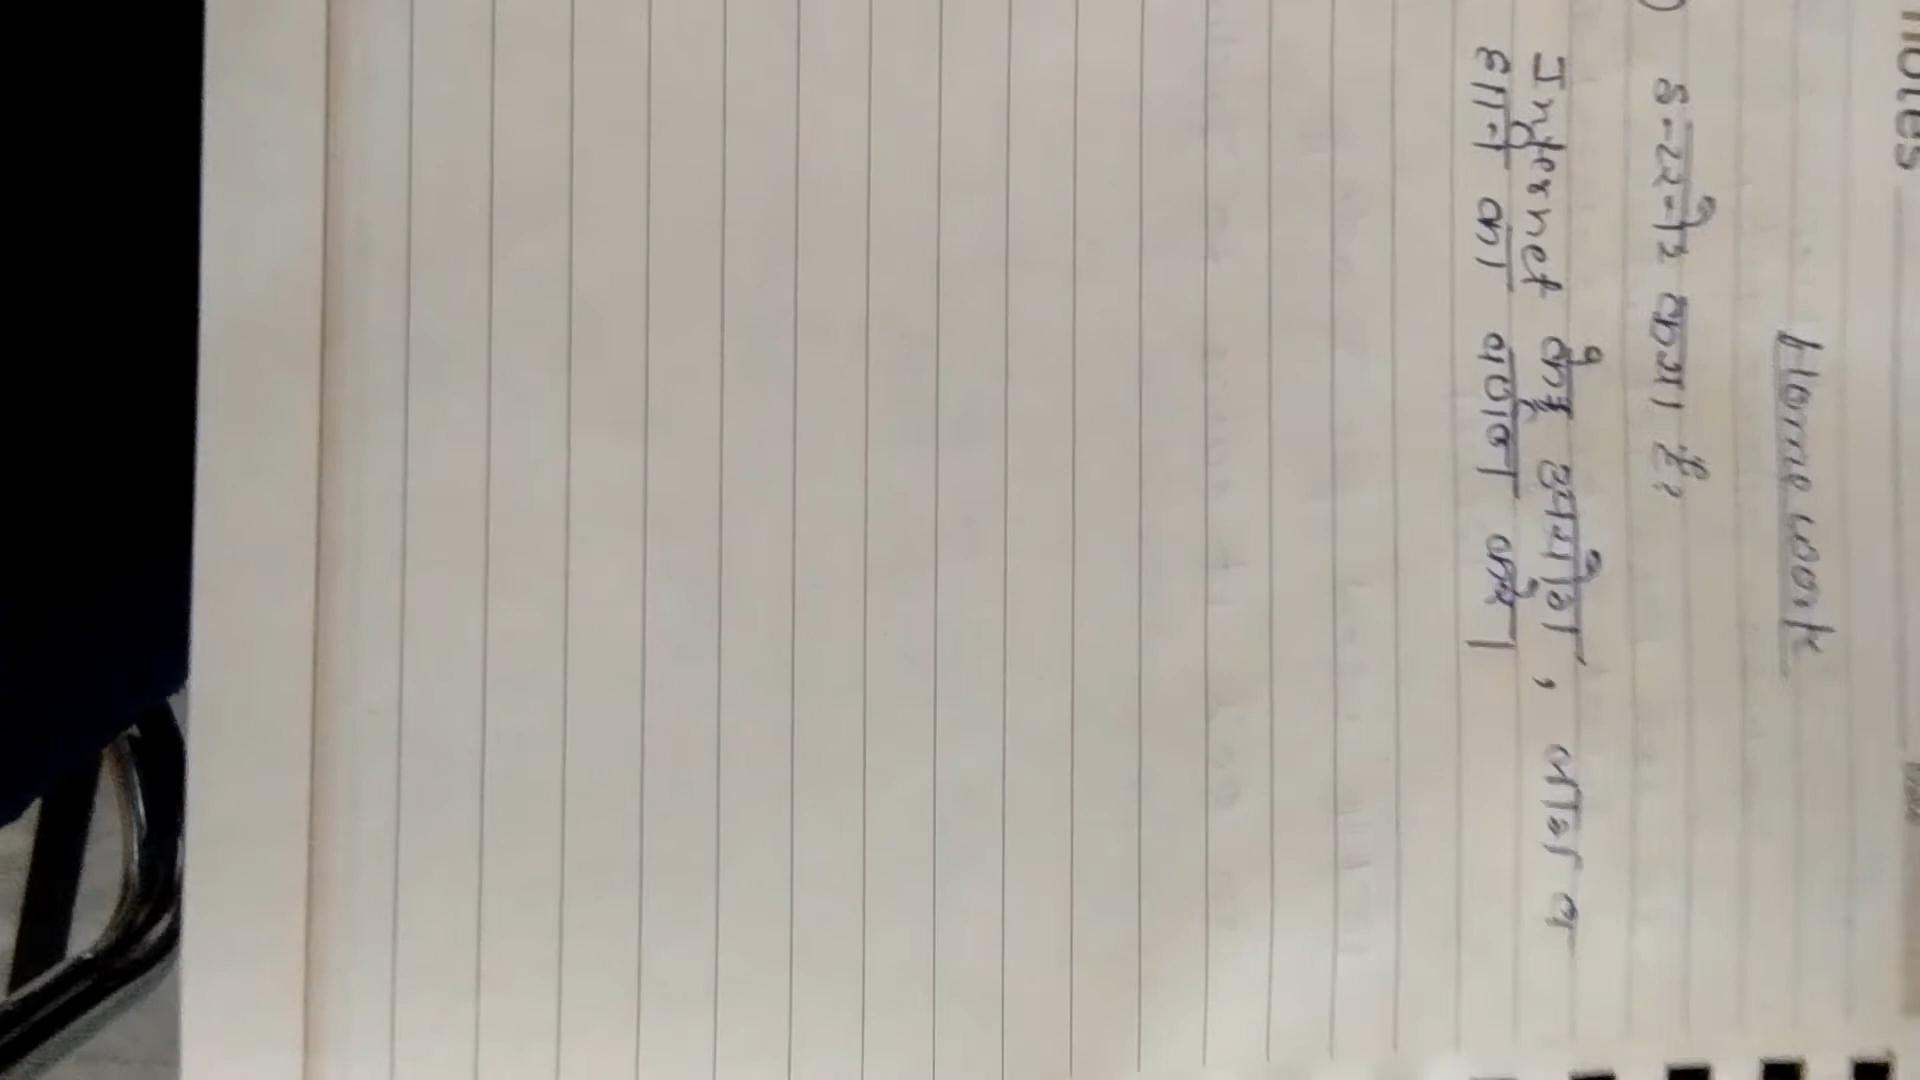 notes
Home work
) इन्टरनेट क्या है?
Internet के उपयोग, लाभ व
हानि का वर्णन करे।